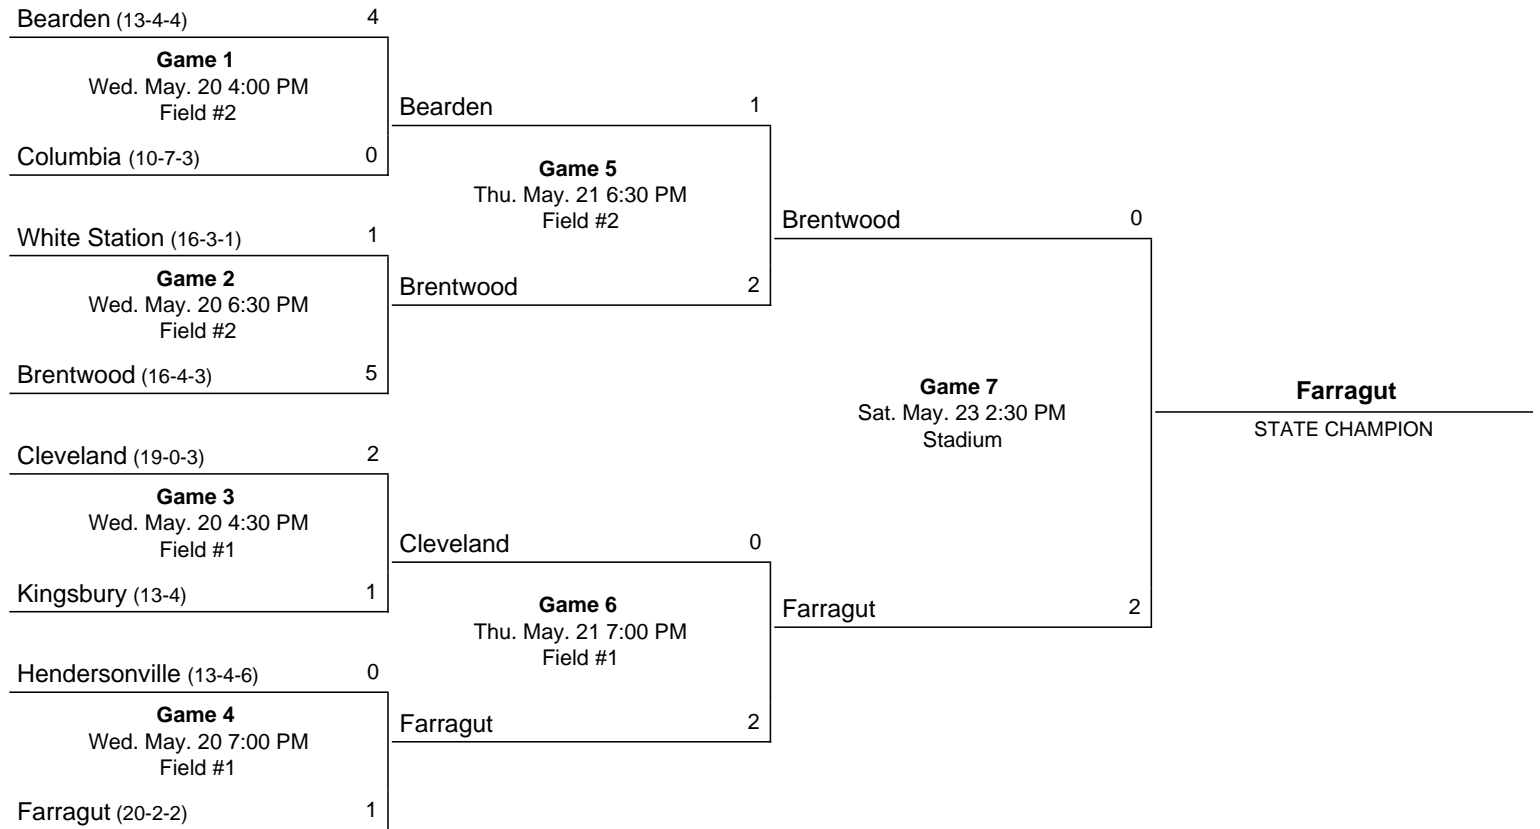 Bearden (13-4-4) 4
Game 1
Wed. May. 20 4:00 PM
Field #2
Columbia (10-7-3) 0
White Station (16-3-1) 1
Game 2
Wed. May. 20 6:30 PM
Field #2
Brentwood (16-4-3) 5
Cleveland (19-0-3) 2
Game 3
Wed. May. 20 4:30 PM
Field #1
Kingsbury (13-4) 1
Hendersonville (13-4-6) 0
Game 4
Wed. May. 20 7:00 PM
Field #1
Farragut (20-2-2) 1
Bearden 1
Game 5
Thu. May. 21 6:30 PM
Field #2
Brentwood 2
Cleveland 0
Game 6
Thu. May. 21 7:00 PM
Field #1
Farragut 2
Brentwood 0
Game 7
Sat. May. 23 2:30 PM
Stadium
Farragut 2
Farragut
STATE CHAMPION